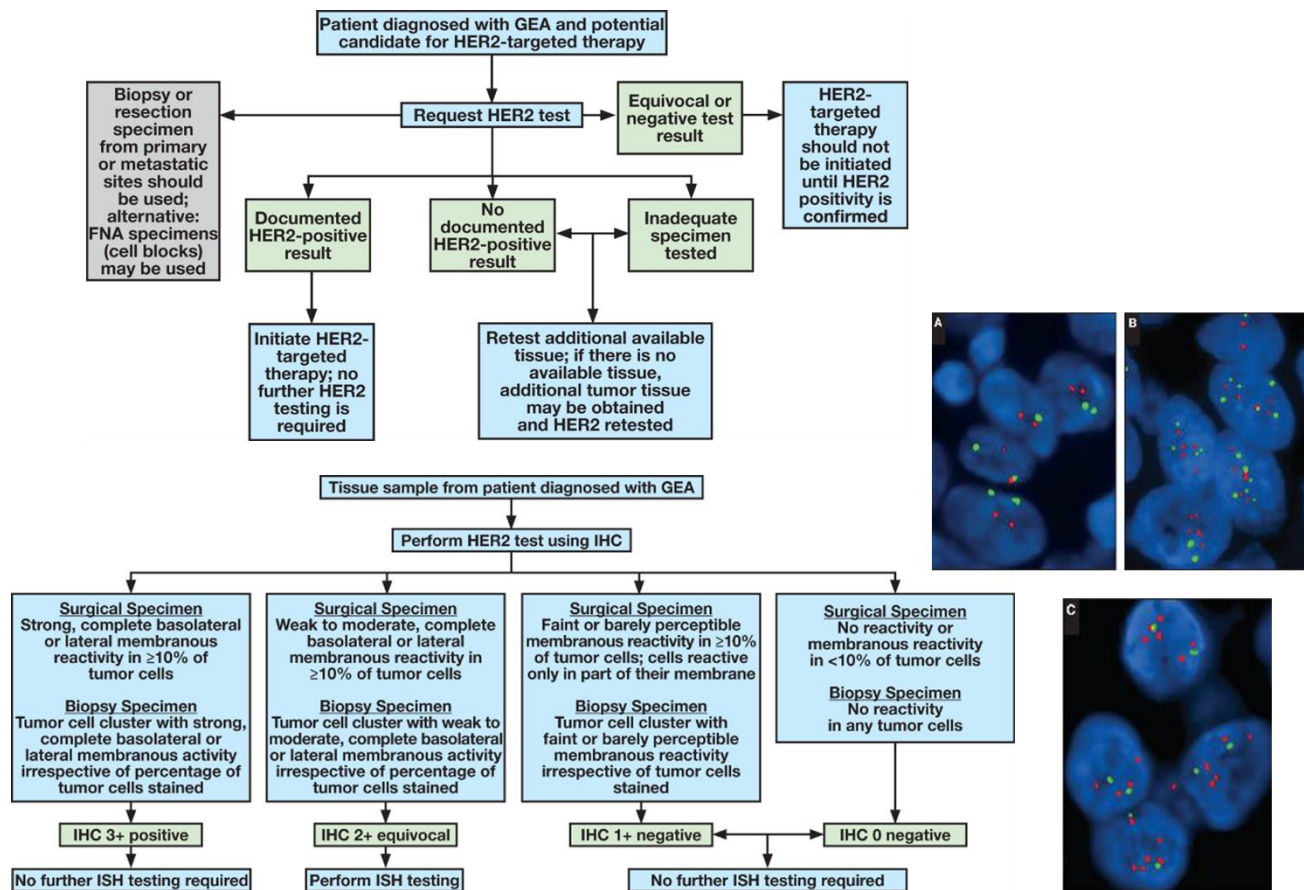 Patient diagnosed with GEA and potential
candidate for HER2-targeted therapy
Biopsy or
resection
specimen
from primary
or metastatic
sites should
be used;
alternative:
FNA specimens
(cell blocks)
may be used
Request HER2 test
Equivocal or
negative test
result
HER2-
targeted
therapy
should not
be initiated
until HER2
positivity is
confirmed
Documented
HER2-positive
result
No
documented
HER2-positive
result
Inadequate
specimen
tested
Initiate HER2-
targeted
therapy; no
further HER2
testing is
required
Retest additional available
tissue; if there is no
available tissue,
additional tumor tissue
may be obtained
and HER2 retested
A
B
Tissue sample from patient diagnosed with GEA
Perform HER2 test using IHC
Surgical Specimen
Strong, complete basolateral
or lateral membranous
reactivity in ≥10% of
tumor cells
Biopsy Specimen
Tumor cell cluster with strong,
complete basolateral or
lateral membranous activity
irrespective of percentage of
tumor cells stained
Surgical Specimen
Weak to moderate, complete
basolateral or lateral
membranous reactivity in
≥10% of tumor cells
Biopsy Specimen
Tumor cell cluster with weak to
moderate, complete basolateral
or lateral membranous activity
irrespective of percentage of
tumor cells stained
Surgical Specimen
Faint or barely perceptible
membranous reactivity in ≥10%
of tumor cells; cells reactive
only in part of their membrane
Biopsy Specimen
Tumor cell cluster with
faint or barely perceptible
membranous reactivity
irrespective of tumor cells
stained
Surgical Specimen
No reactivity or
membranous reactivity
in <10% of tumor cells
Biopsy Specimen
No reactivity
in any tumor cells
C
IHC 3+ positive
IHC 2+ equivocal
IHC 1+ negative
IHC 0 negative
No further ISH testing required
Perform ISH testing
No further ISH testing required